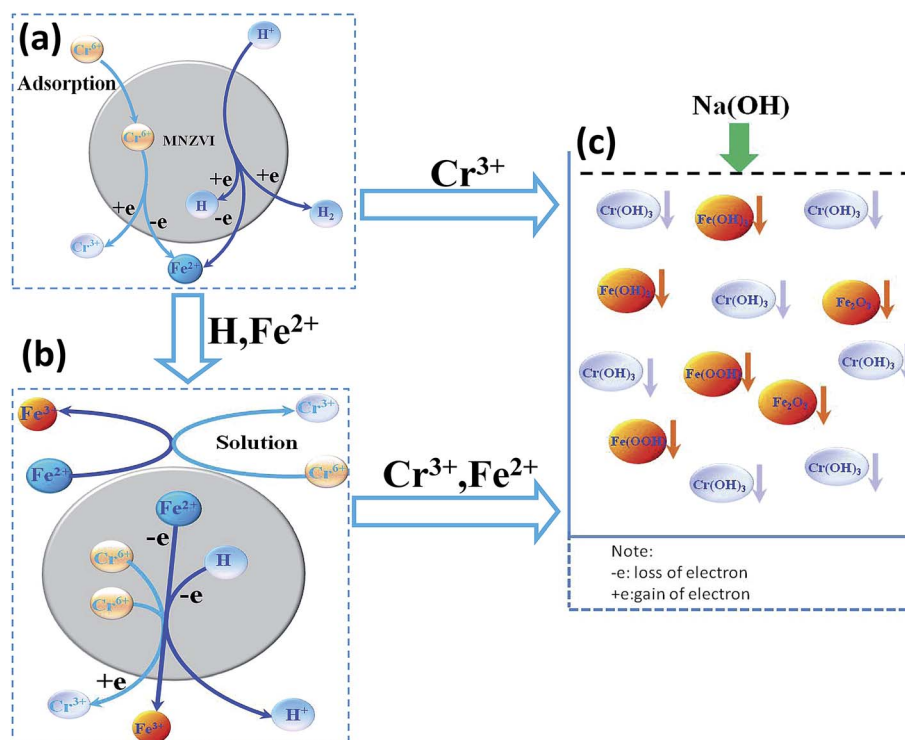 (a)
Cr⁶⁺
H⁺
Adsorption
Cr⁶⁺
MNZVI
+e
-e
+e
+e
-e
H
H₂
Cr³⁺
Fe²⁺
Cr³⁺
H,Fe²⁺
(b)
Fe³⁺
Cr³⁺
Solution
Fe²⁺
Cr⁶⁺
Fe²⁺
-e
Cr⁶⁺
H
-e
Cr⁶⁺
+e
Cr³⁺
Fe³⁺
H⁺
Cr³⁺,Fe²⁺
(c)
Na(OH)
Cr(OH)₃
Cr(OH)₃
Fe(OH)₃
Fe(OH)₃
Cr(OH)₃
Fe₂O₃
Cr(OH)₃
Fe(OOH)
Cr(OH)₃
Fe₂O₃
Fe(OOH)
Cr(OH)₃
Cr(OH)₃
Note:
-e: loss of electron
+e:gain of electron